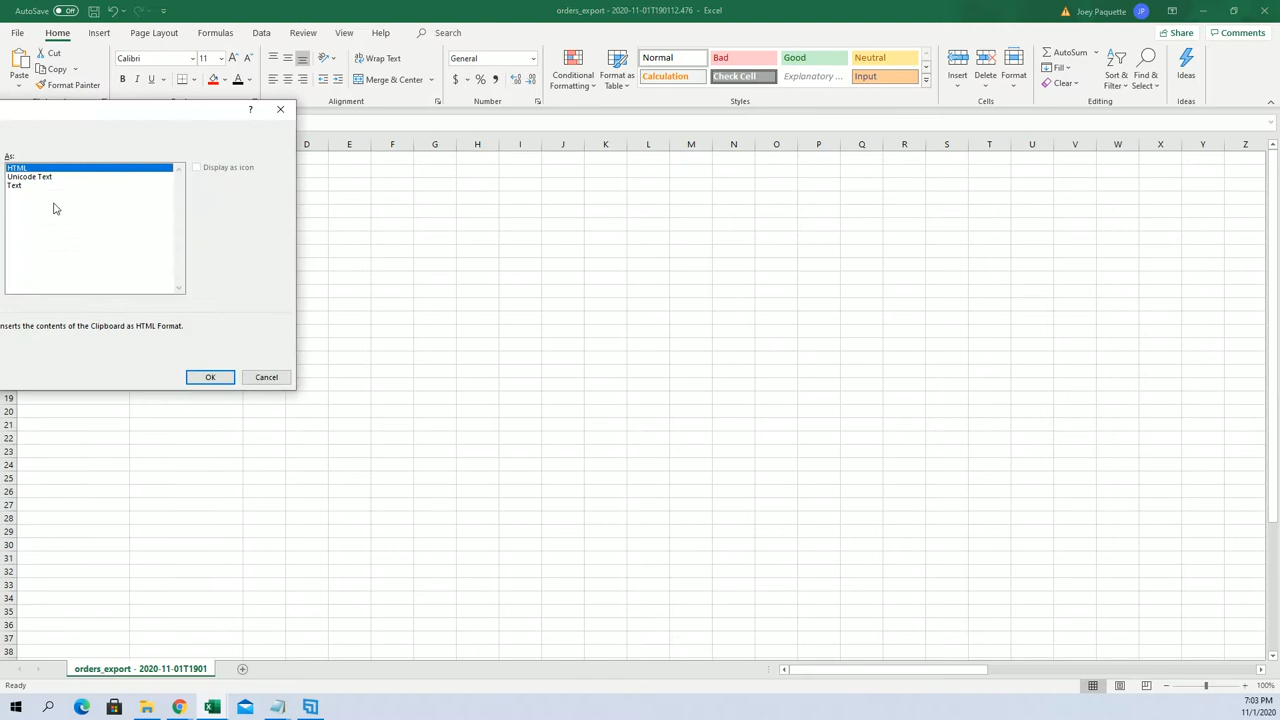 AutoSave Off
orders_export - 2020-11-01T190112.476 - Excel
Joey Paquette JP
File Home Insert Page Layout Formulas Data Review View Help Search Share Comments
Paste
Cut
Copy
Format Painter
Calibri 11
B I U
Wrap Text
Merge & Center
General
$ % 9
Conditional Formatting
Format as Table
Normal Bad Good Neutral
Calculation Check Cell Explanatory ... Input
Insert Delete Format
AutoSum
Fill
Clear
Sort & Filter
Find & Select
Ideas
Alignment Number Styles Cells Editing Ideas
?
As:
HTML
Unicode Text
Text
Display as icon
nserts the contents of the Clipboard as HTML Format.
OK Cancel
D E F G H I J K L M N O P Q R S T U V W X Y Z
19
20
21
22
23
24
25
26
27
28
29
30
31
32
33
34
35
36
37
38
orders_export - 2020-11-01T1901
Ready
100%
7:03 PM
11/1/2020